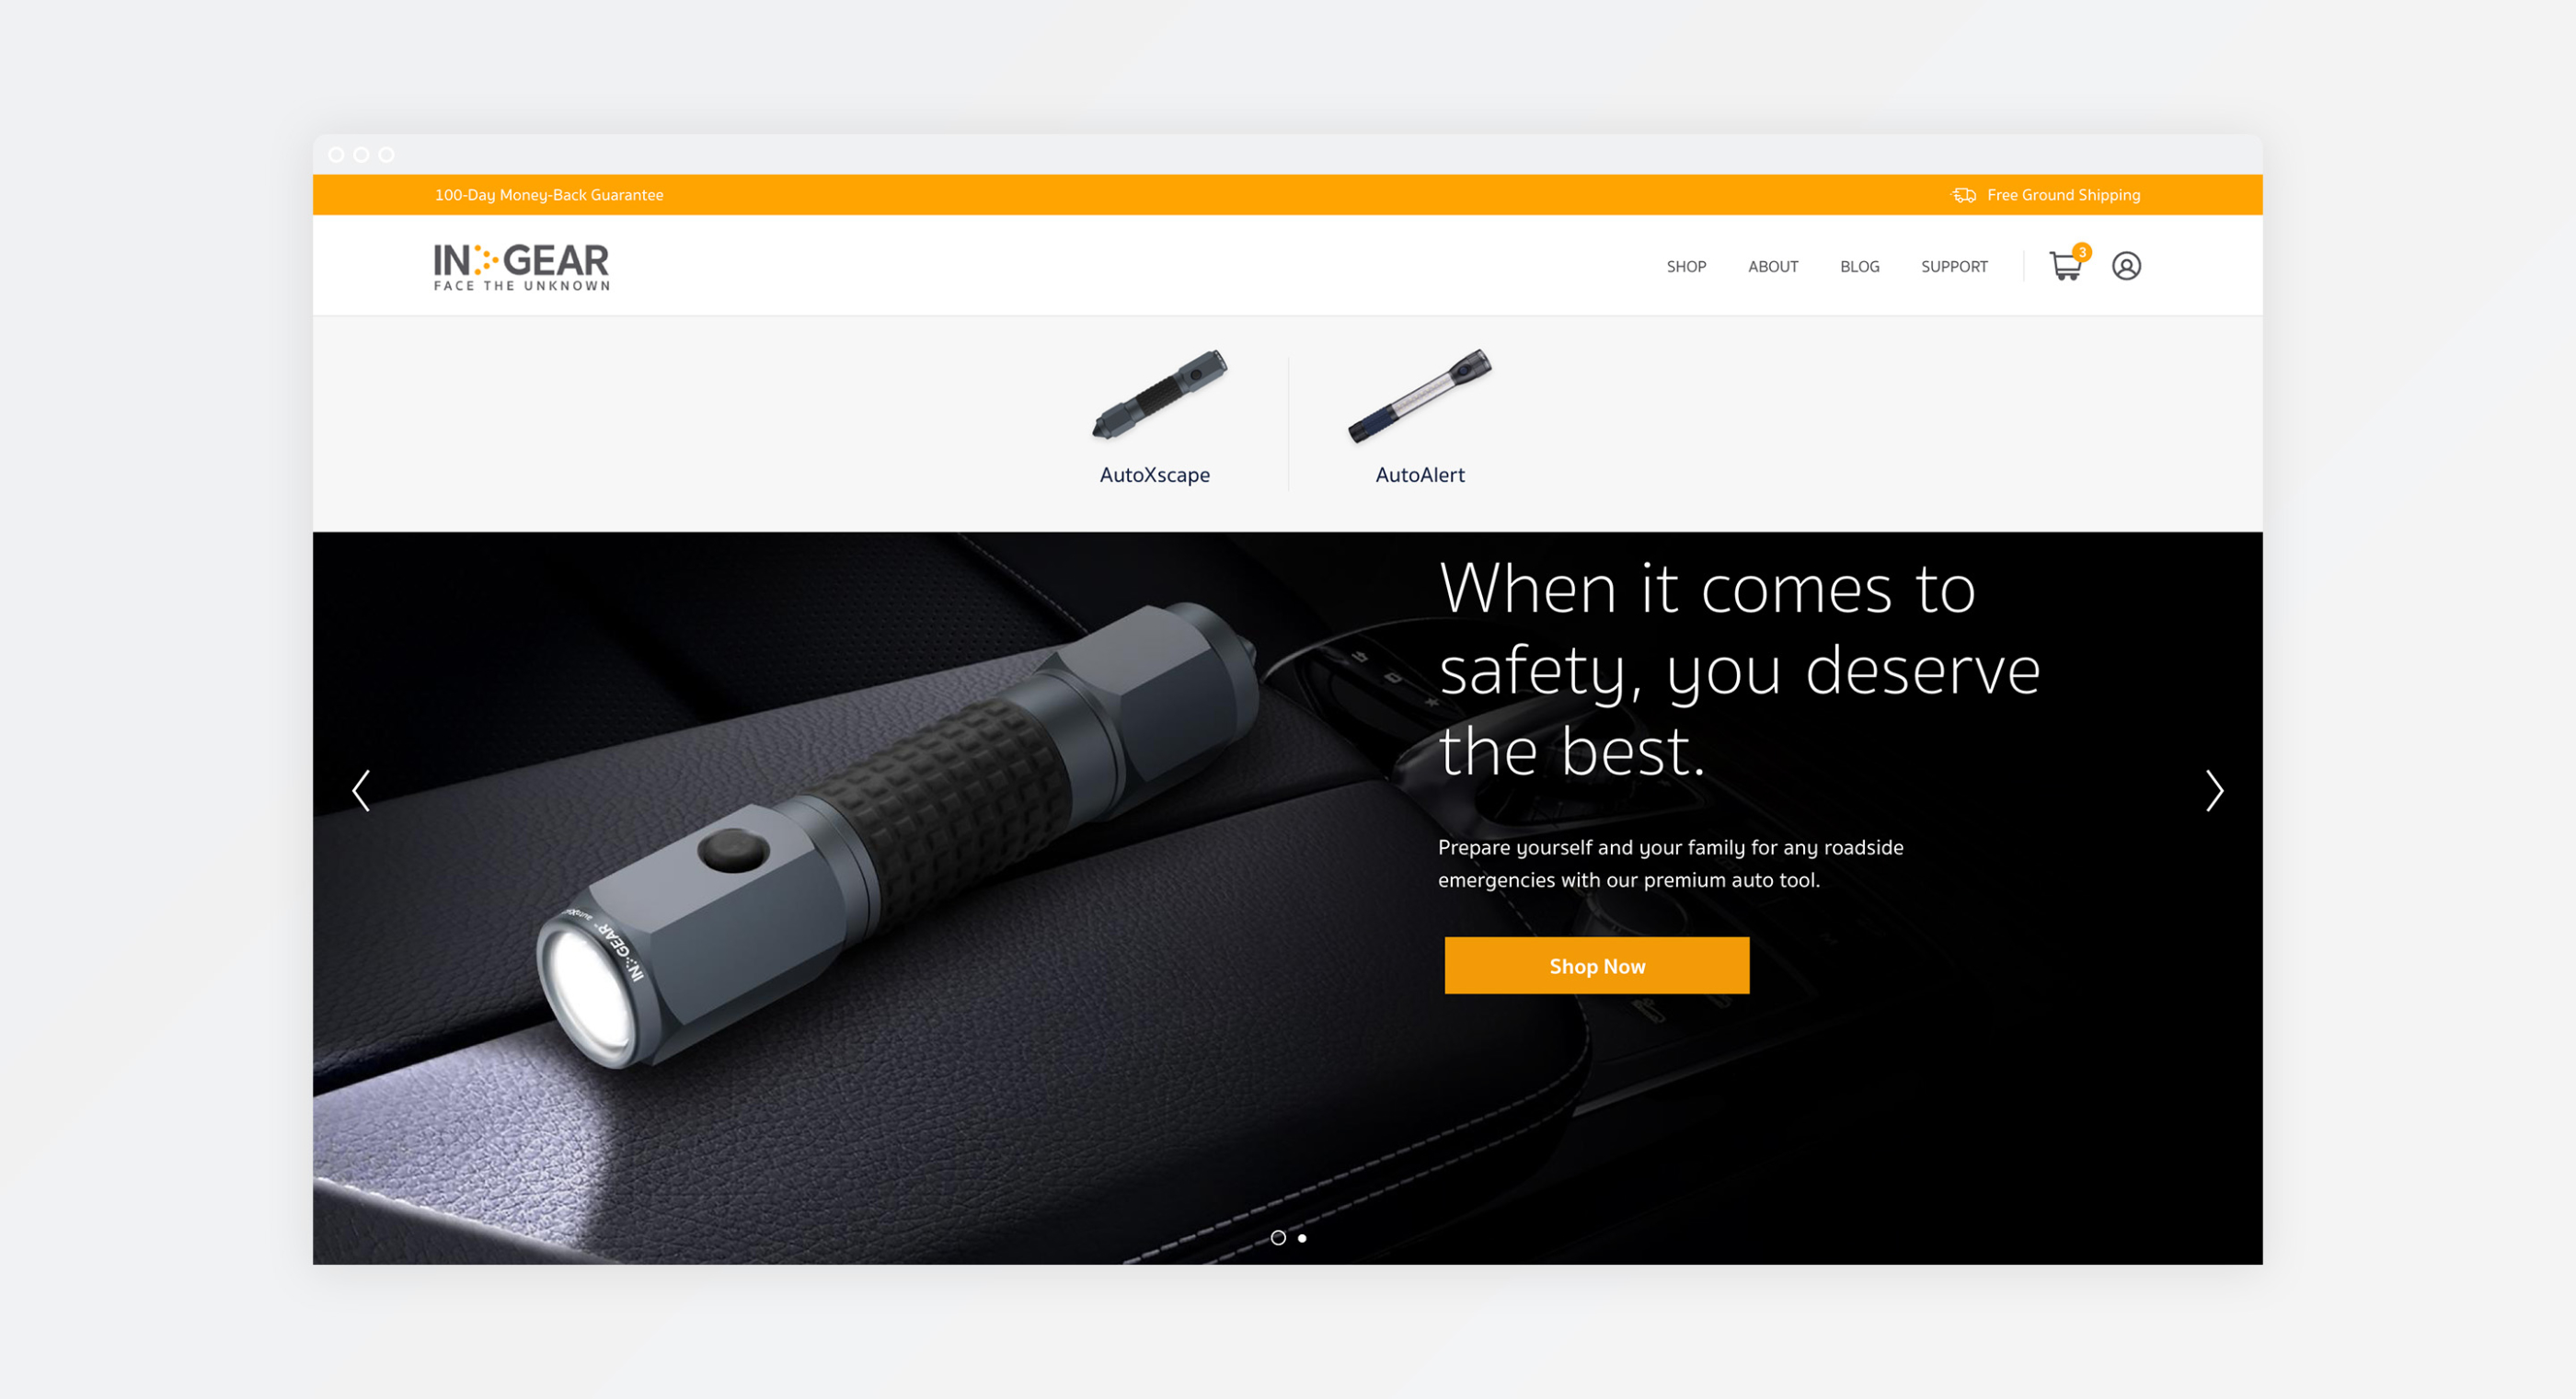 100-Day Money-Back Guarantee
Free Ground Shipping
IN GEAR
FACE THE UNKNOWN
SHOP
ABOUT
BLOG
SUPPORT
3
AutoXscape
AutoAlert
When it comes to
safety, you deserve
the best.
Prepare yourself and your family for any roadside
emergencies with our premium auto tool.
Shop Now
IN GEAR